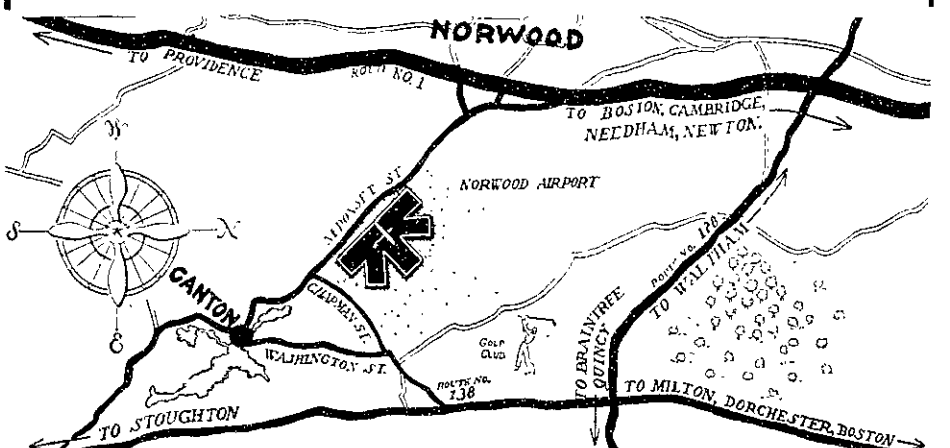 NORWOOD
TO PROVIDENCE
ROUTE NO. 1
TO BOSTON, CAMBRIDGE,
NEEDHAM, NEWTON.
W
S
N
E
NORWOOD AIRPORT
ST.
CANTON
CHAPMAN ST.
WASHINGTON ST.
ROUTE NO.
138
GOLF
CLUB
ROUTE NO. 128
TO WALTHAM
TO BRAINTREE
QUINCY
TO STOUGHTON
TO MILTON, DORCHESTER, BOSTON